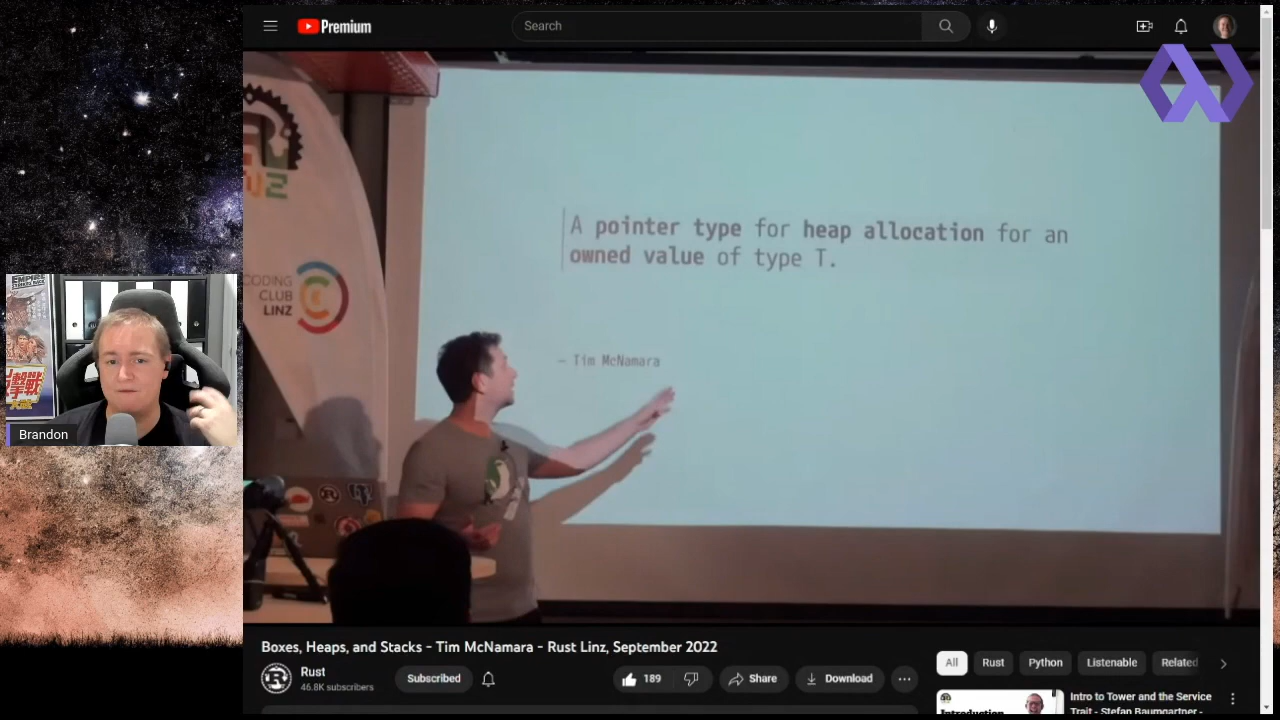 Premium
Search
A pointer type for heap allocation for an
owned value of type T.
— Tim McNamara
CODING
CLUB
LINZ
EMPIRE
Brandon
Boxes, Heaps, and Stacks - Tim McNamara - Rust Linz, September 2022
Rust
46.8K subscribers
Subscribed
189
Share
Download
All
Rust
Python
Listenable
Related
Intro to Tower and the Service
Trait - Stefan Baumgartner -
Introduction